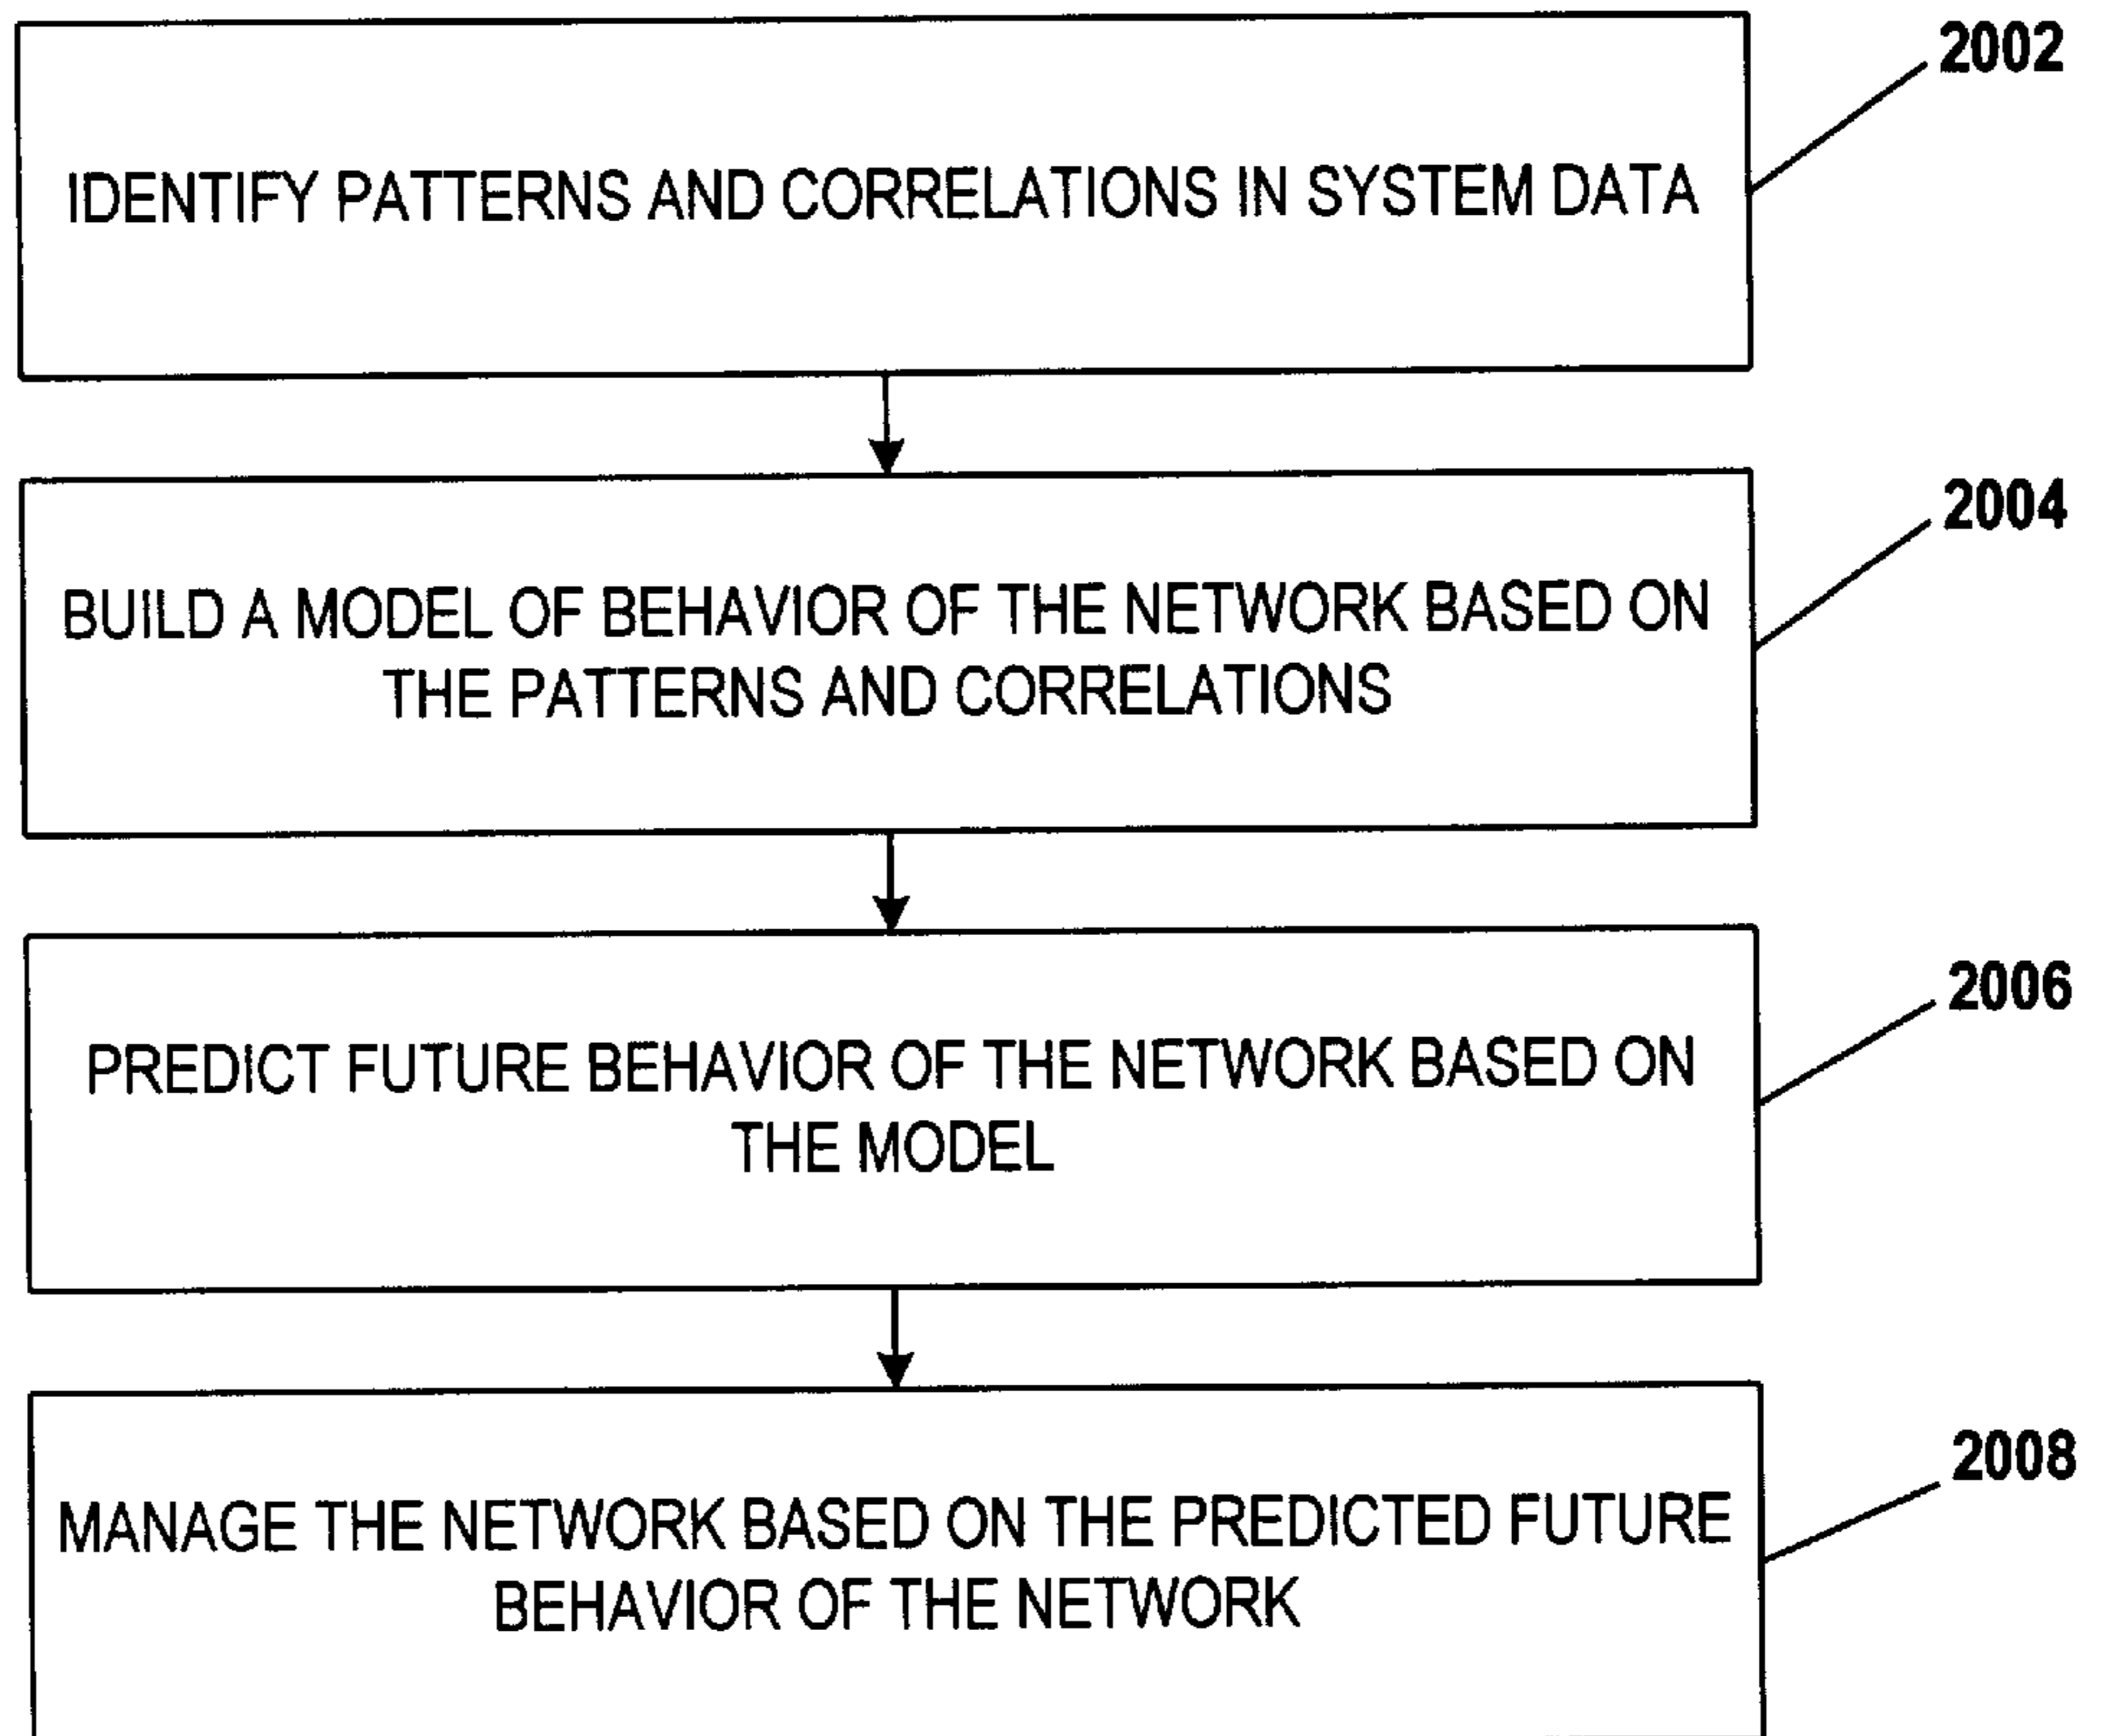 2002
IDENTIFY PATTERNS AND CORRELATIONS IN SYSTEM DATA
2004
BUILD A MODEL OF BEHAVIOR OF THE NETWORK BASED ON
THE PATTERNS AND CORRELATIONS
2006
PREDICT FUTURE BEHAVIOR OF THE NETWORK BASED ON
THE MODEL
2008
MANAGE THE NETWORK BASED ON THE PREDICTED FUTURE
BEHAVIOR OF THE NETWORK